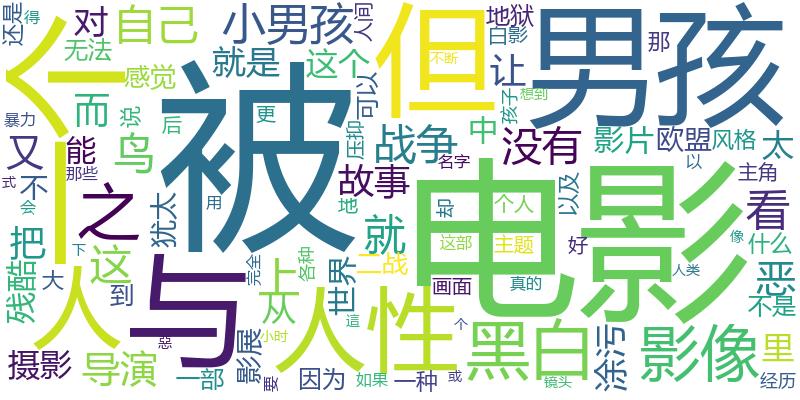 还是 得 对 自己 小男孩 人间 地狱 那
无法 感觉 就是 这个 但 白影 让 男孩
个 而 说 后 被 更 可以 不断 孩子 想到
暴力 又 能 鸟 压抑 战争 中 没有 影片 欧盟 风格 太
式 不 那些 之 犹太 用 故事 名字 以 主角
会 把 人 与 地 就 却 个人 以及 看
残酷 大 这 到 上 完全 各种 世界 二战 电影 这部 主题 好 像 什么
下 从 人性 画面 真的 人类 恶 不是
摄影 导演 恶 小时 影展 這 黑白 个 涂污 影像 里
一部 要 因为 如果 一种 或 镜头 经历